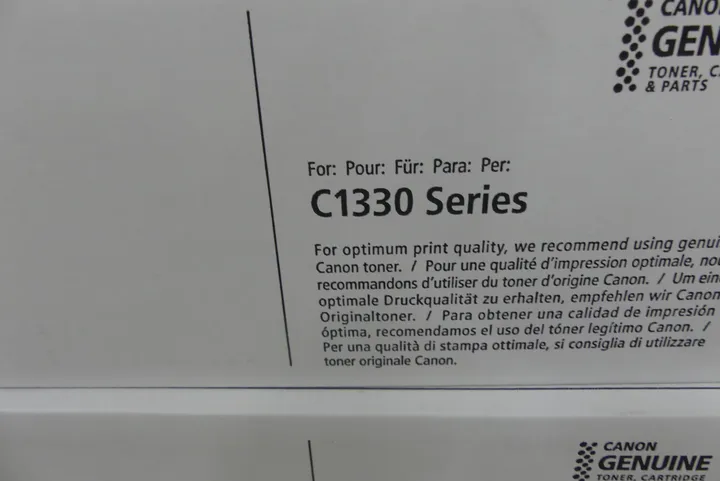 CANO
GEN
TONER, C
& PARTS
For: Pour: Für: Para: Per:
C1330 Series
For optimum print quality, we recommend using genui
Canon toner. / Pour une qualité d'impression optimale, nou
recommandons d'utiliser du toner d'origine Canon. / Um ein
optimale Druckqualität zu erhalten, empfehlen wir Canon
Originaltoner. / Para obtener una calidad de impresión
óptima, recomendamos el uso del tóner legítimo Canon. /
Per una qualità di stampa ottimale, si consiglia di utilizzare
toner originale Canon.
CANON
GENUINE
TONER, CARTRIDGE